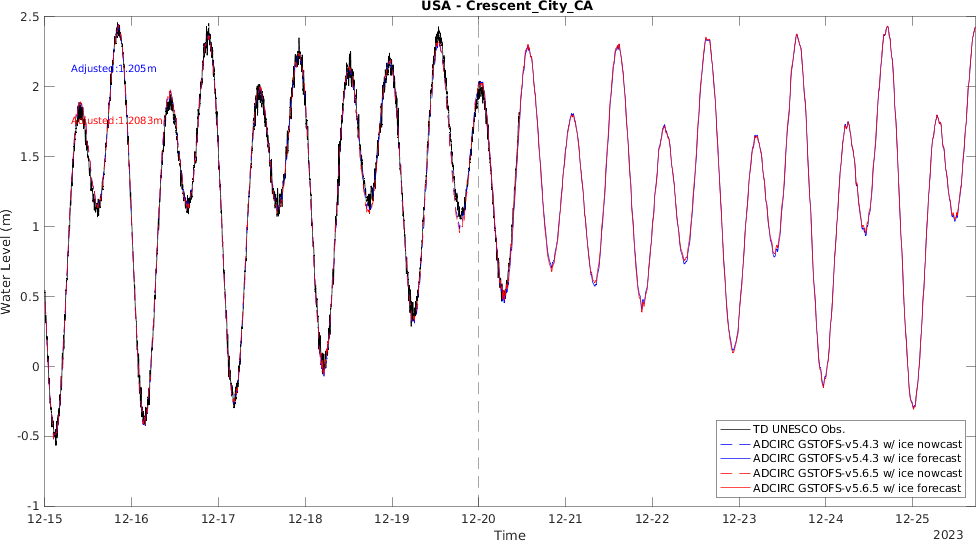 USA - Crescent_City_CA
2.5
2
1.5
1
0.5
0
-0.5
-1
Water Level (m)
Adjusted:1.205m
Adjusted:1.2083m
TD UNESCO Obs.
ADCIRC GSTOFS-v5.4.3 w/ ice nowcast
ADCIRC GSTOFS-v5.4.3 w/ ice forecast
ADCIRC GSTOFS-v5.6.5 w/ ice nowcast
ADCIRC GSTOFS-v5.6.5 w/ ice forecast
12-15 12-16 12-17 12-18 12-19 12-20 12-21 12-22 12-23 12-24 12-25
Time
2023